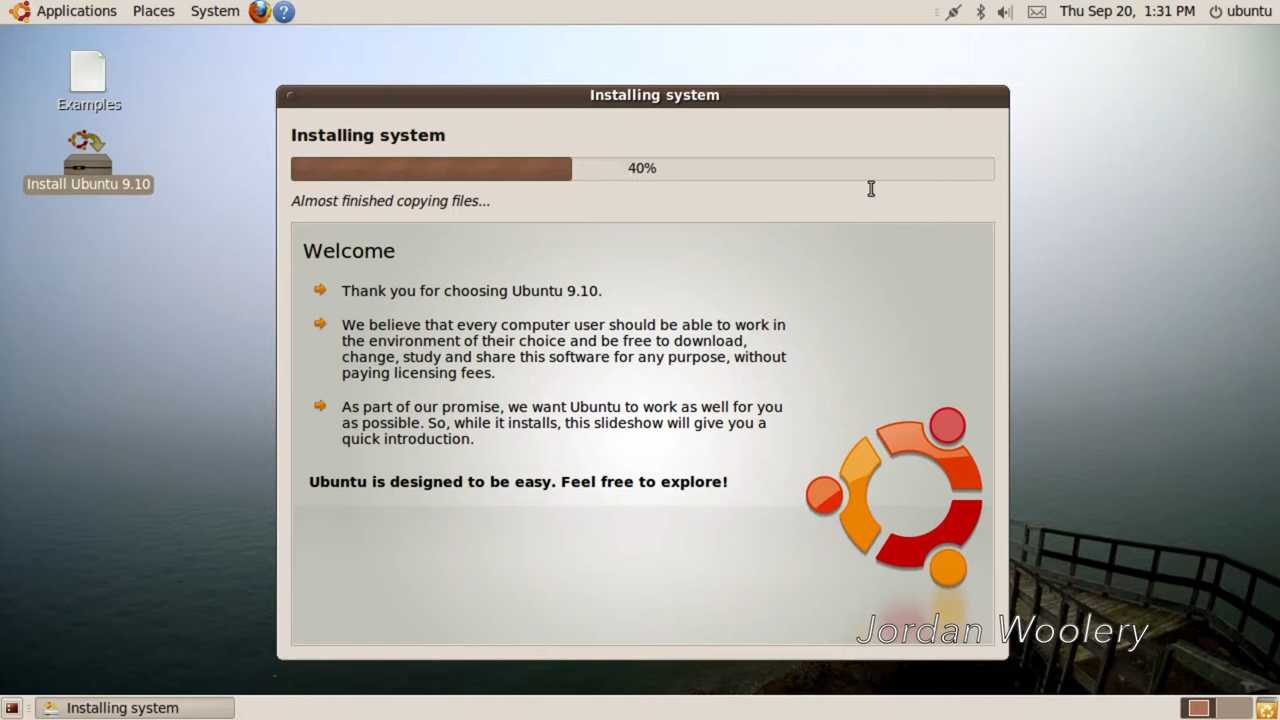 Applications Places System Thu Sep 20, 1:31 PM ubuntu
Examples
Install Ubuntu 9.10
Installing system
Installing system
40%
Almost finished copying files...
Welcome
Thank you for choosing Ubuntu 9.10.
We believe that every computer user should be able to work in
the environment of their choice and be free to download,
change, study and share this software for any purpose, without
paying licensing fees.
As part of our promise, we want Ubuntu to work as well for you
as possible. So, while it installs, this slideshow will give you a
quick introduction.
Ubuntu is designed to be easy. Feel free to explore!
Jordan Woolery
Installing system